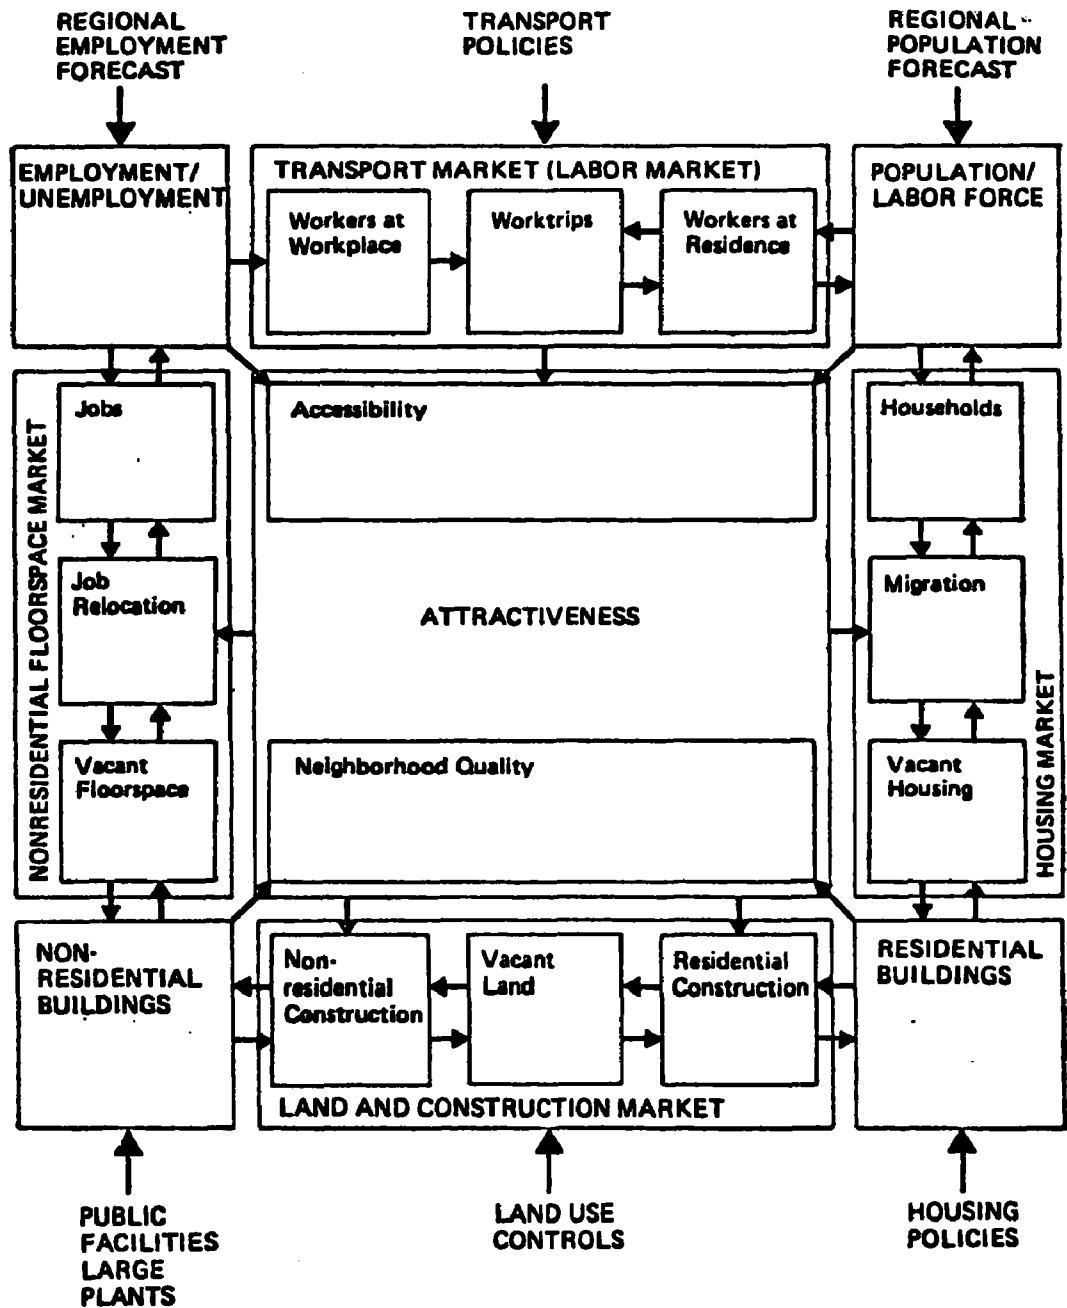 REGIONAL
EMPLOYMENT
FORECAST
TRANSPORT
POLICIES
REGIONAL
POPULATION
FORECAST
EMPLOYMENT/
UNEMPLOYMENT
TRANSPORT MARKET (LABOR MARKET)
Workers at
Workplace
Worktrips
Workers at
Residence
POPULATION/
LABOR FORCE
NONRESIDENTIAL FLOORSPACE MARKET
Jobs
Job
Relocation
Vacant
Floorspace
Accessibility
ATTRACTIVENESS
Neighborhood Quality
Households
Migration
Vacant
Housing
HOUSING MARKET
NON-
RESIDENTIAL
BUILDINGS
Non-
residential
Construction
Vacant
Land
Residential
Construction
LAND AND CONSTRUCTION MARKET
RESIDENTIAL
BUILDINGS
PUBLIC
FACILITIES
LARGE
PLANTS
LAND USE
CONTROLS
HOUSING
POLICIES